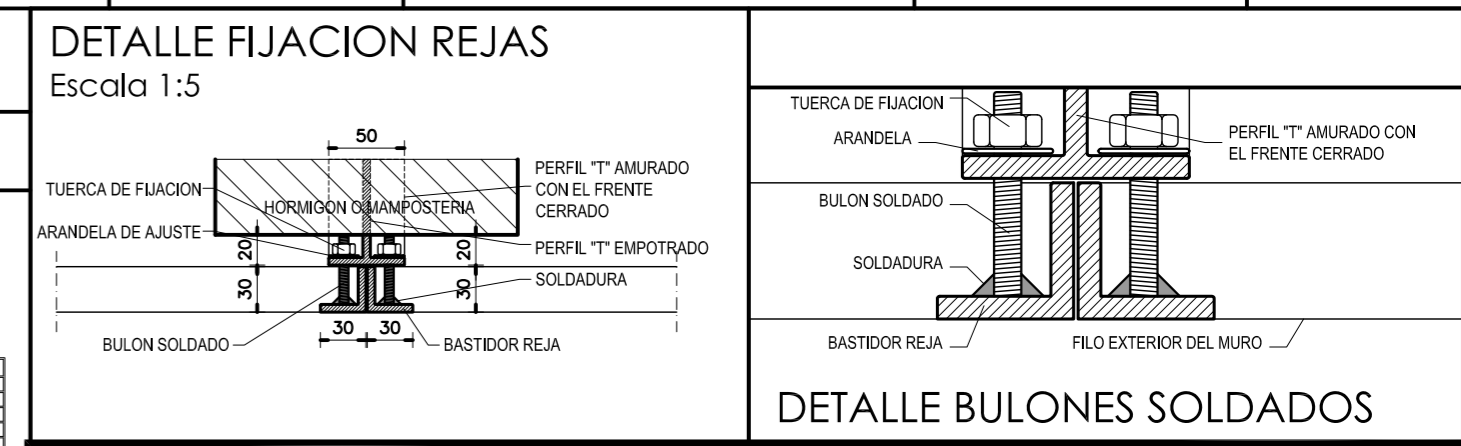 DETALLE FIJACION REJAS
Escala 1:5
50
TUERCA DE FIJACION
ARANDELA DE AJUSTE
HORMIGON O MAMPOSTERIA
PERFIL "T" AMURADO
CON EL FRENTE
CERRADO
PERFIL "T" EMPOTRADO
SOLDADURA
20
20
30
30
30
30
BULON SOLDADO
BASTIDOR REJA
TUERCA DE FIJACION
ARANDELA
PERFIL "T" AMURADO CON
EL FRENTE CERRADO
BULON SOLDADO
SOLDADURA
BASTIDOR REJA
FILO EXTERIOR DEL MURO
DETALLE BULONES SOLDADOS